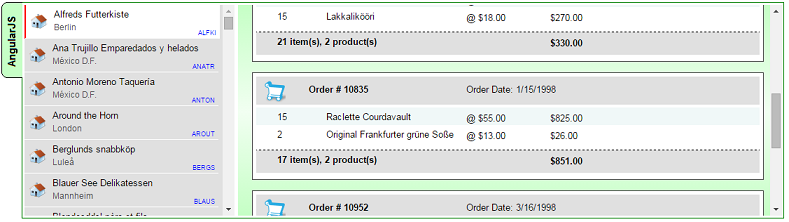 AngularJS
Alfreds Futterkiste
Berlin
ALFKI
Ana Trujillo Emparedados y helados
México D.F.
ANATR
Antonio Moreno Taquería
México D.F.
ANTON
Around the Horn
London
AROUT
Berglunds snabbköp
Luleå
BERGS
Blauer See Delikatessen
Mannheim
BLAUS
Blondesddsl père et fils
15 Lakkalikööri @ $18.00 $270.00
21 item(s), 2 product(s) $330.00
Order # 10835 Order Date: 1/15/1998
15 Raclette Courdavault @ $55.00 $825.00
2 Original Frankfurter grüne Soße @ $13.00 $26.00
17 item(s), 2 product(s) $851.00
Order # 10952 Order Date: 3/16/1998